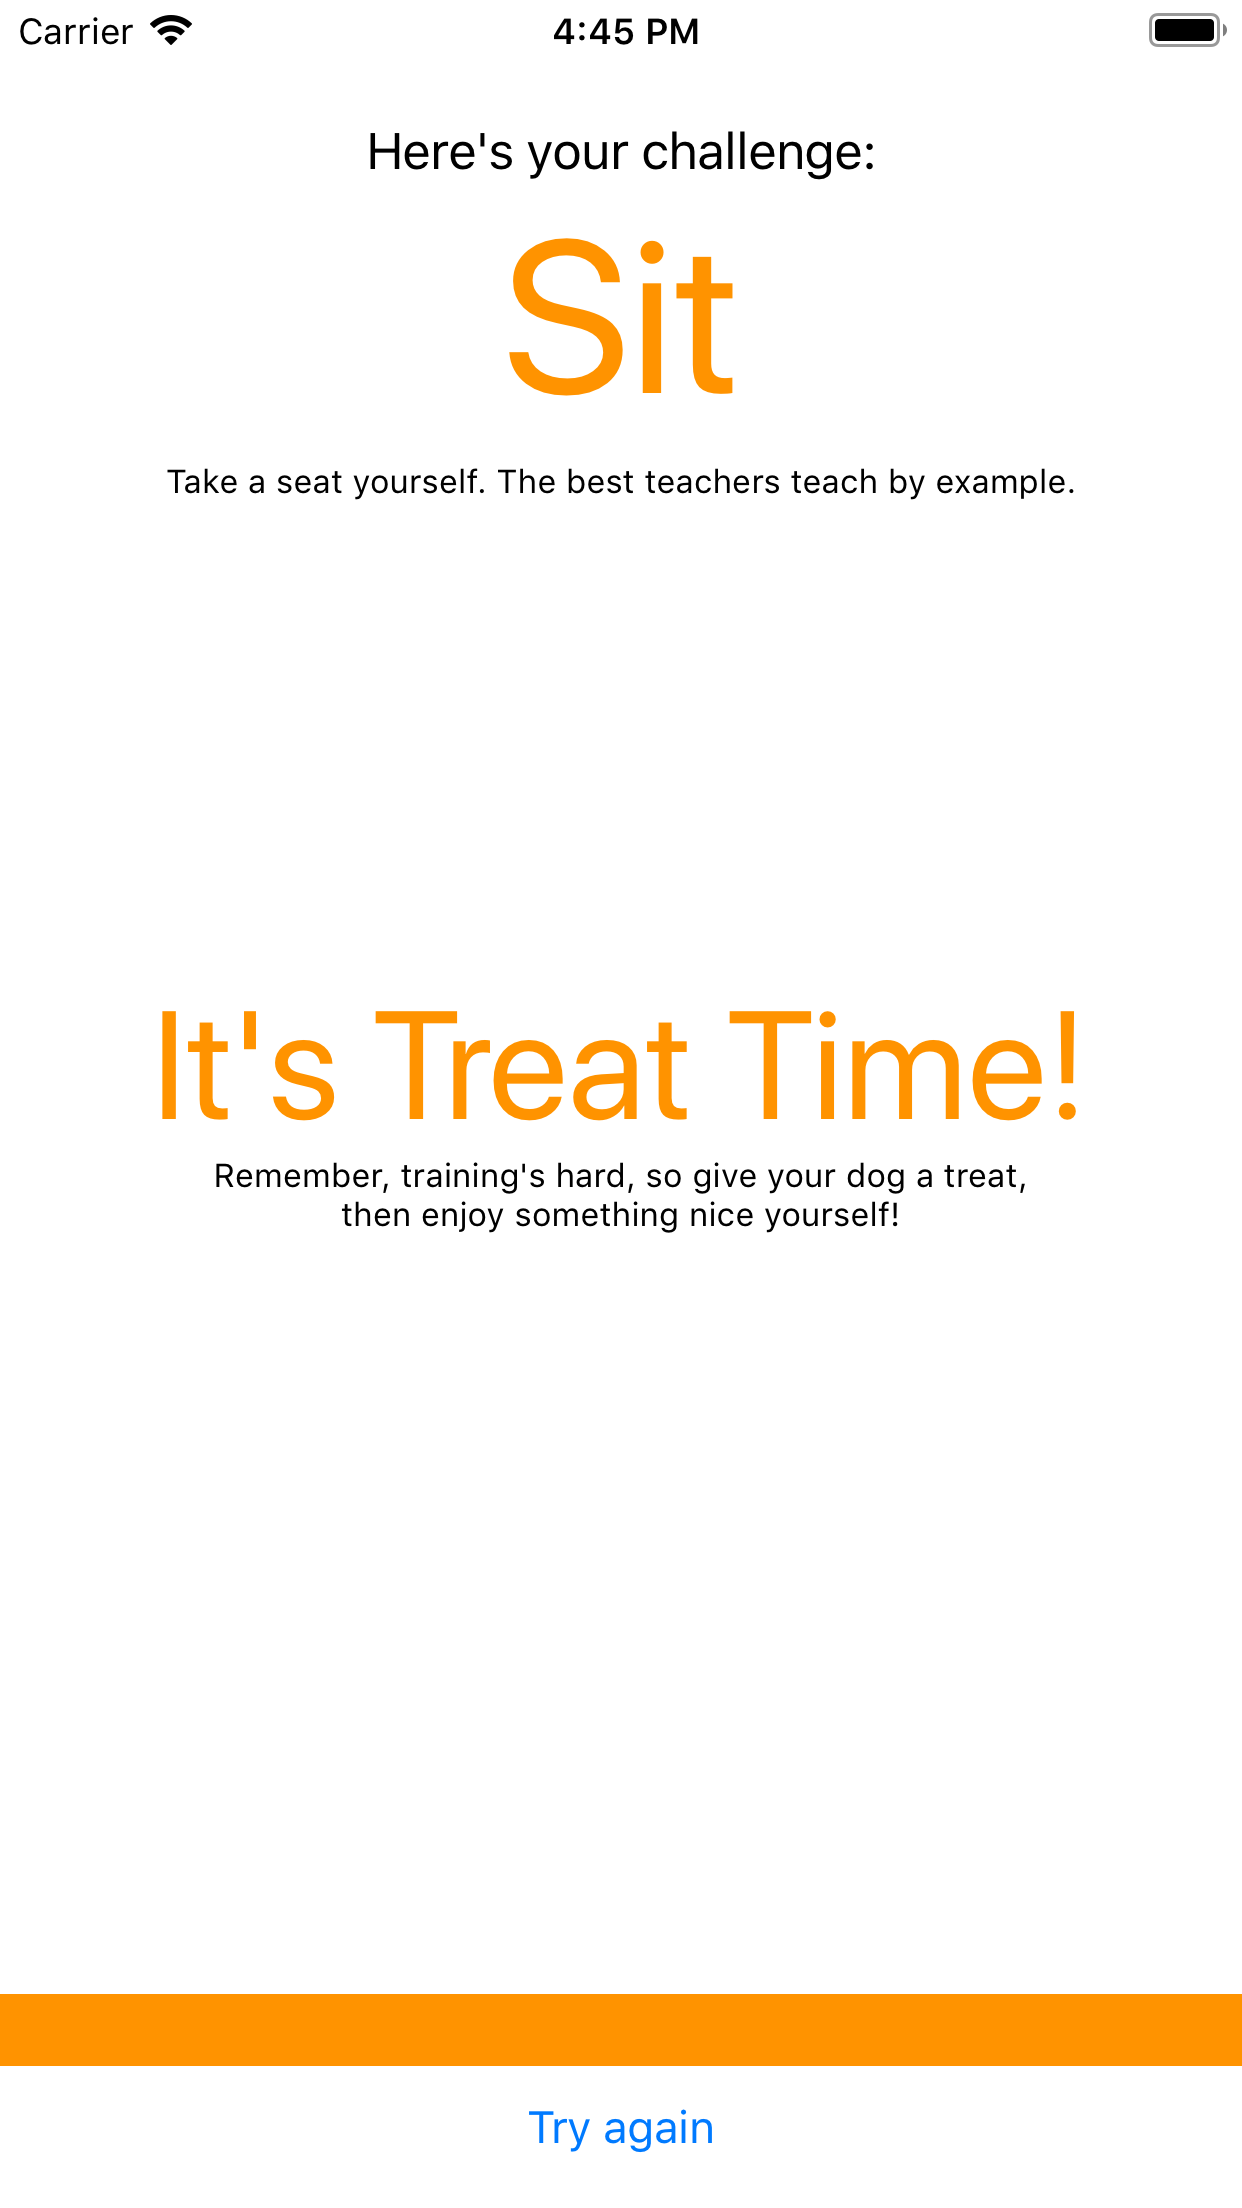 Carrier
4:45 PM
Here's your challenge:
Sit
Take a seat yourself. The best teachers teach by example.
It's Treat Time!
Remember, training's hard, so give your dog a treat,
then enjoy something nice yourself!
Try again